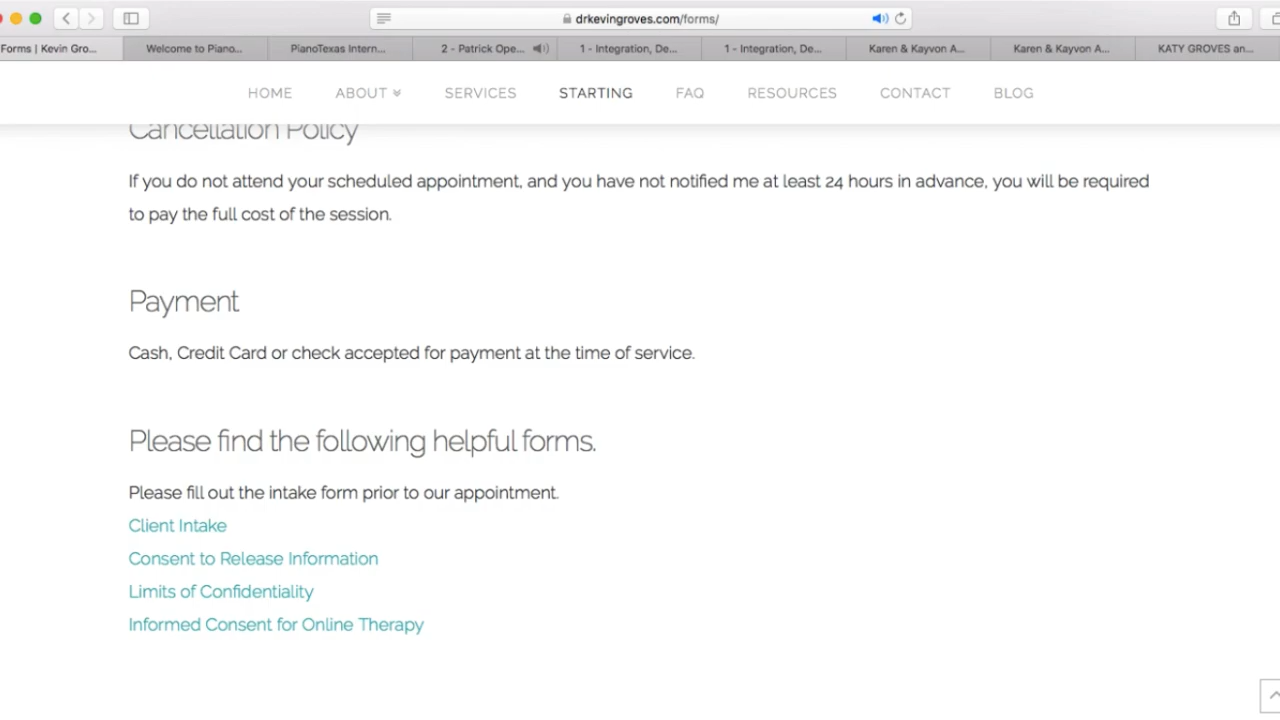 drkevingroves.com/forms/
Forms | Kevin Gro...
Welcome to Piano...
PianoTexas Intern...
2 - Patrick Ope...
1 - Integration, De...
1 - Integration, De...
Karen & Kayvon A...
Karen & Kayvon A...
KATY GROVES an...
HOME
ABOUT
SERVICES
STARTING
FAQ
RESOURCES
CONTACT
BLOG
Cancellation Policy
If you do not attend your scheduled appointment, and you have not notified me at least 24 hours in advance, you will be required
to pay the full cost of the session.
Payment
Cash, Credit Card or check accepted for payment at the time of service.
Please find the following helpful forms.
Please fill out the intake form prior to our appointment.
Client Intake
Consent to Release Information
Limits of Confidentiality
Informed Consent for Online Therapy